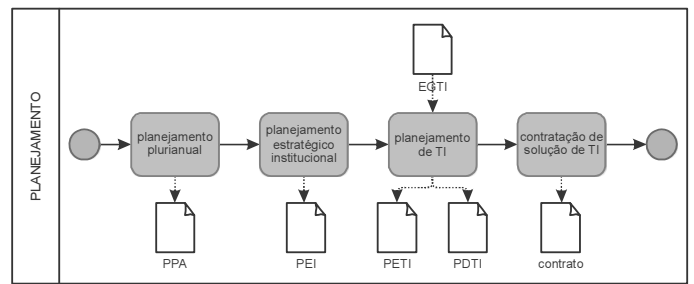 PLANEJAMENTO
EGTI
planejamento
plurianual
planejamento
estratégico
institucional
planejamento
de TI
contratação de
solução de TI
PPA
PEI
PETI
PDTI
contrato